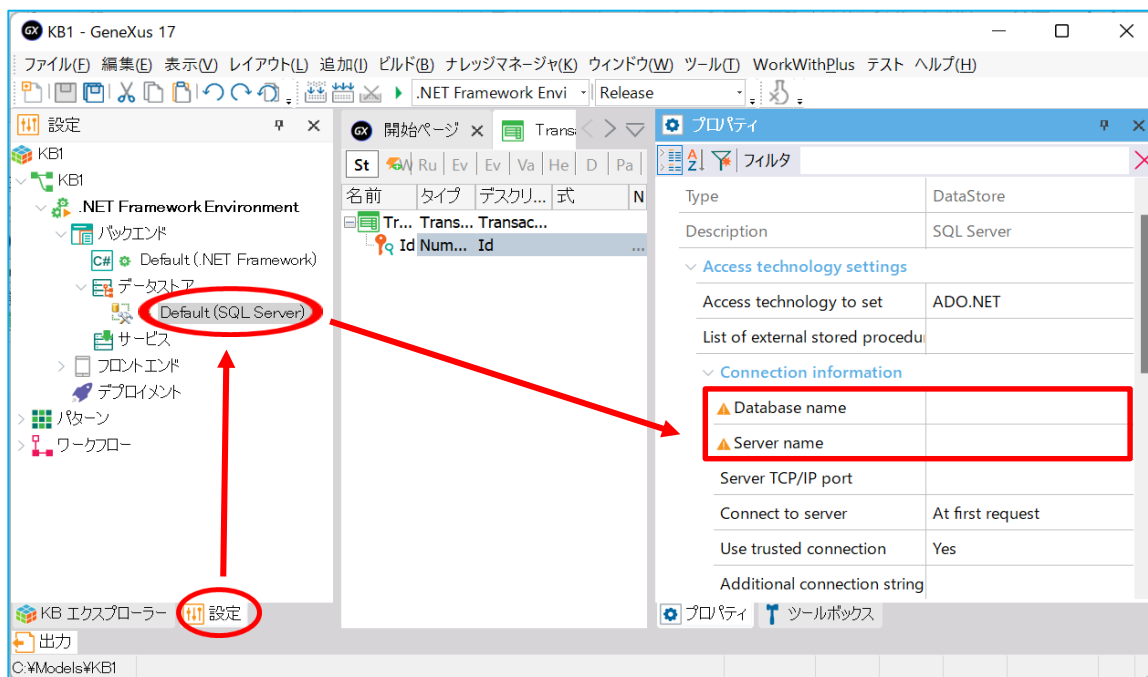 KB1 - GeneXus 17
ファイル(F) 編集(E) 表示(V) レイアウト(L) 追加(I) ビルド(B) ナレッジマネージャ(K) ウィンドウ(W) ツール(T) WorkWithPlus テスト ヘルプ(H)
.NET Framework Envi Release
設定
KB1
KB1
.NET Framework Environment
バックエンド
C# Default (.NET Framework)
データストア
Default (SQL Server)
サービス
フロントエンド
デプロイメント
パターン
ワークフロー
KB エクスプローラー 設定
開始ページ Trans
St W Ru Ev Ev Va He D Pa
名前 タイプ デスクリ... 式 N
Tr... Trans... Transac...
Id Num... Id ...
プロパティ
フィルタ
Type DataStore
Description SQL Server
Access technology settings
Access technology to set ADO.NET
List of external stored procedu
Connection information
Database name
Server name
Server TCP/IP port
Connect to server At first request
Use trusted connection Yes
Additional connection string
プロパティ ツールボックス
出力
C:¥Models¥KB1